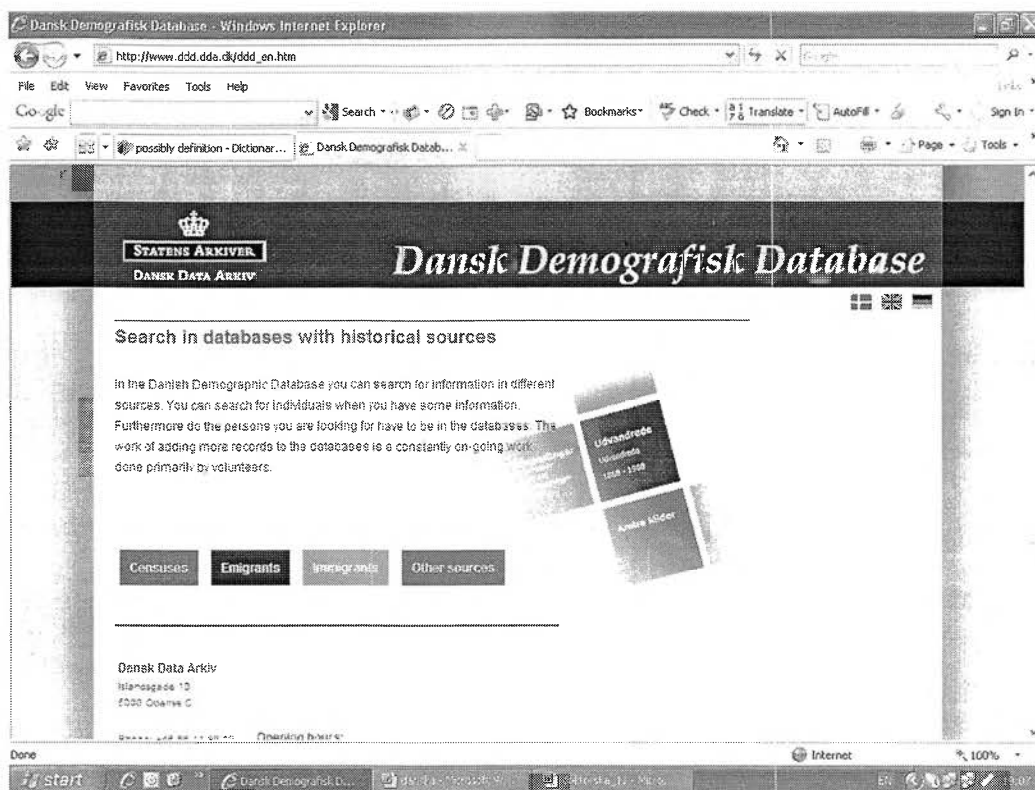 Dansk Demografisk Database - Windows Internet Explorer
http://www.ddd.dda.dk/ddd_en.htm
Google
File Edit View Favorites Tools Help
Links
Google Search Bookmarks Check Translate AutoFill Sign In
possibly definition - Dictionar... Dansk Demografisk Datab... Page Tools
STATENS ARKIVER
DANSK DATA ARKIV
Dansk Demografisk Database
Search in databases with historical sources
In the Danish Demographic Database you can search for information in different
sources. You can search for individuals when you have some information.
Furthermore do the persons you are looking for have to be in the databases. The
work of adding more records to the databases is a constantly on-going work
done primarily by volunteers.
Udvandrede
Udvandrede
Andre kilder
Censuses Emigrants Immigrants Other sources
Dansk Data Arkiv
Islandsgade 10
5000 Odense C
Opening hours:
Done Internet 100%
start Dansk Demografisk D... EN